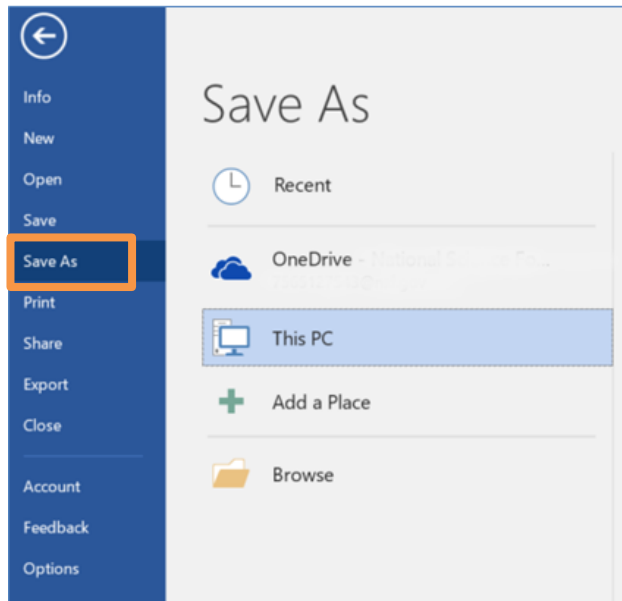 Info
New
Open
Save
Save As
Print
Share
Export
Close
Account
Feedback
Options
Save As
Recent
OneDrive -
This PC
Add a Place
Browse